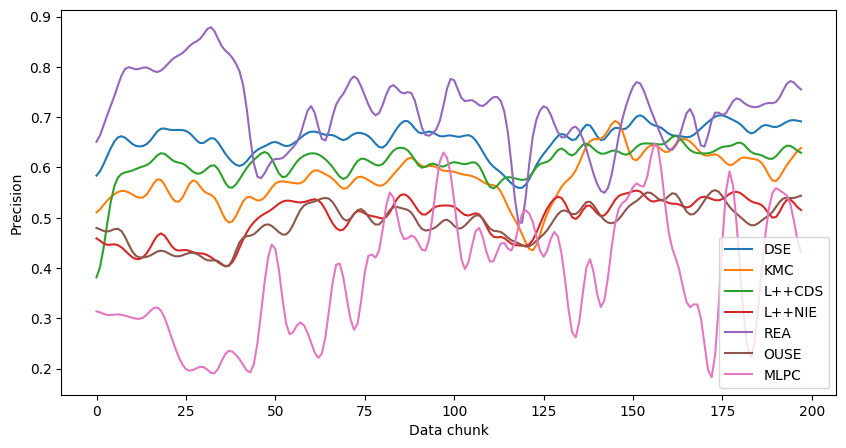 0.9
0.8
0.7
0.6
0.5
0.4
0.3
0.2
Precision
0 25 50 75 100 125 150 175 200
Data chunk
DSE
KMC
L++CDS
L++NIE
REA
OUSE
MLPC